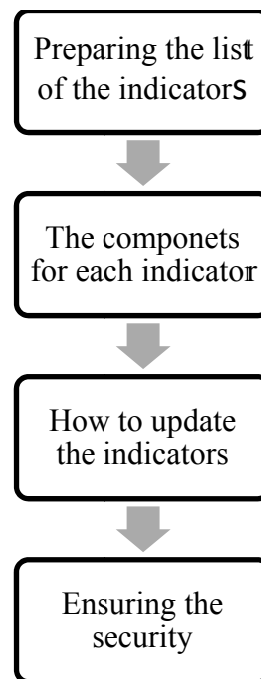 Preparing the list
of the indicators
The componets
for each indicator
How to update
the indicators
Ensuring the
security